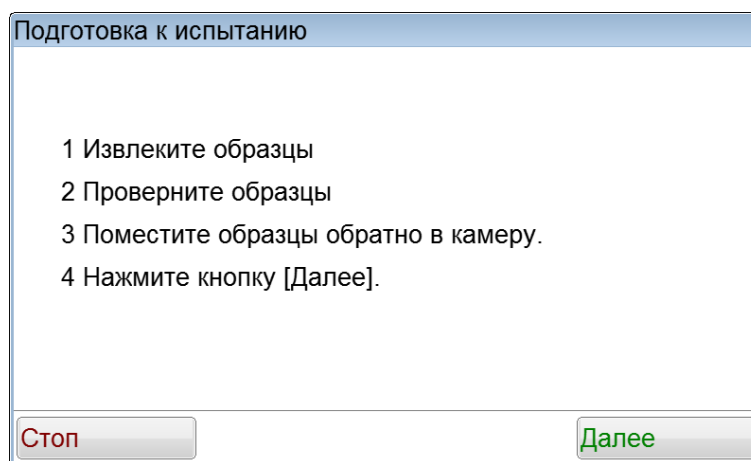 Подготовка к испытанию
1 Извлеките образцы
2 Проверните образцы
3 Поместите образцы обратно в камеру.
4 Нажмите кнопку [Далее].
Стоп
Далее